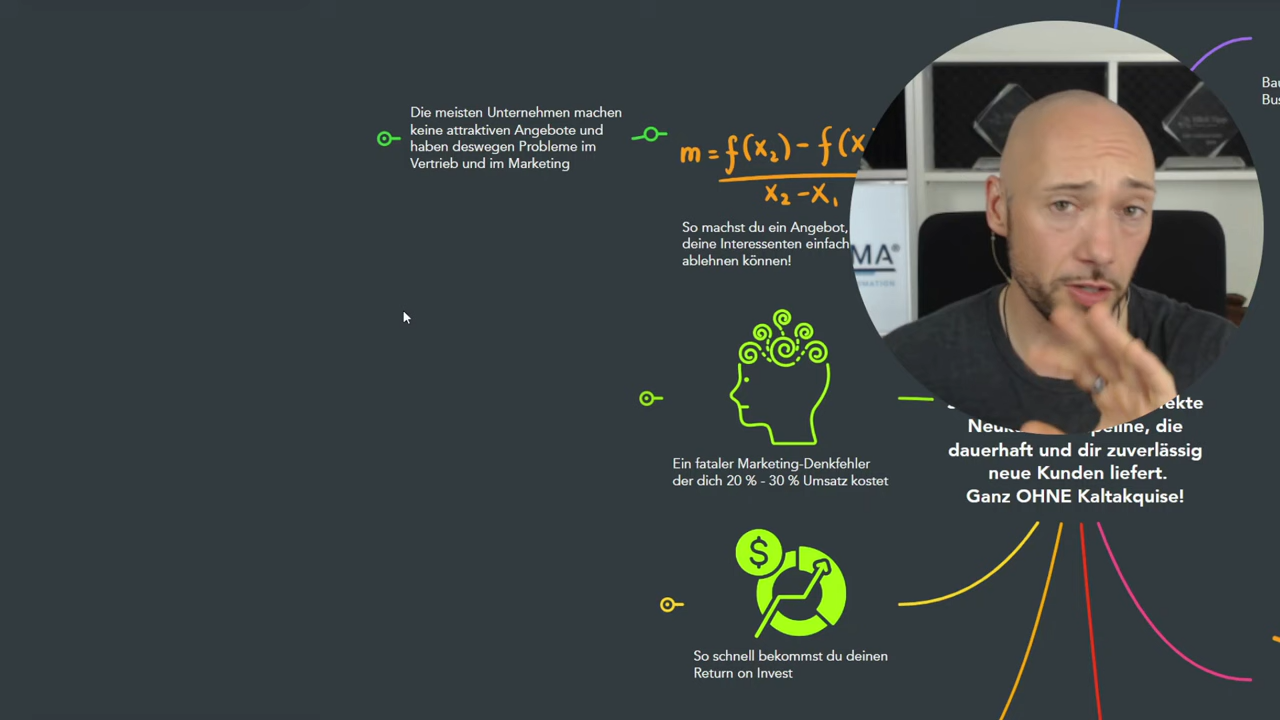 Die meisten Unternehmen machen
keine attraktiven Angebote und
haben deswegen Probleme im
Vertrieb und im Marketing
m = f(x₂) – f(x
x₂ – x₁
So machst du ein Angebot,
deine Interessenten einfach
ablehnen können!
MA®
Ein fataler Marketing-Denkfehler
der dich 20 % - 30 % Umsatz kostet
die
dauerhaft und dir zuverlässig
neue Kunden liefert.
Ganz OHNE Kaltakquise!
$
So schnell bekommst du deinen
Return on Invest